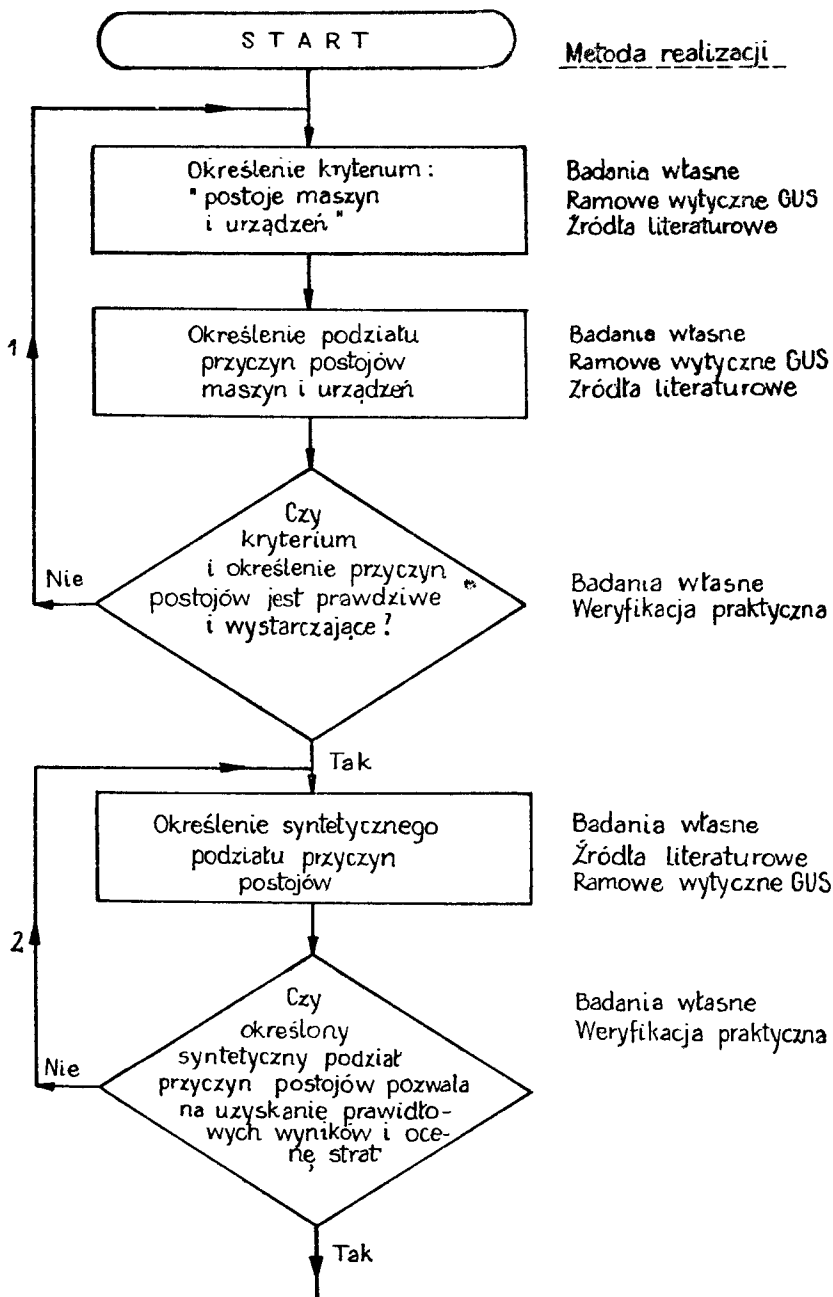 START
Metoda realizacji
Określenie krytenum:
"postoje maszyn
i urządzeń"
Badania własne
Ramowe wytyczne GUS
Źródła literaturowe
Określenie podziału
przyczyn postojów
maszyn i urządzeń
Badania własne
Ramowe wytyczne GUS
Zródła literaturowe
1
Czy
kryterium
i określenie przyczyn
postojów jest prawdziwe
i wystarczające?
Nie
Badania własne
Weryfikacja praktyczna
Tak
Określenie syntetycznego
podziału przyczyn
postojów
Badania własne
Źródła literaturowe
Ramowe wytyczne GUS
2
Czy
określony
syntetyczny podział
przyczyn postojów pozwala
na uzyskanie prawidło-
wych wyników i oce-
nę strat
Nie
Badania własne
Weryfikacja praktyczna
Tak